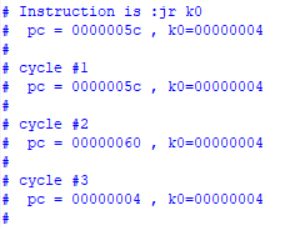 # Instruction is :jr k0
#  pc = 0000005c , k0=00000004
#
# cycle #1
#  pc = 0000005c , k0=00000004
#
# cycle #2
#  pc = 00000060 , k0=00000004
#
# cycle #3
#  pc = 00000004 , k0=00000004
#